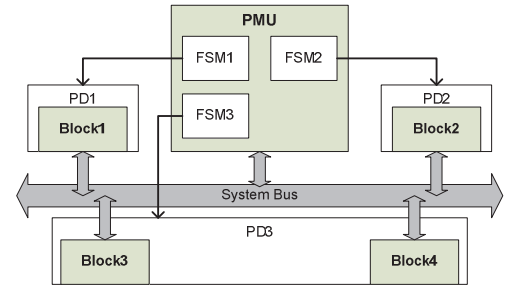 PMU
FSM1
FSM2
PD1
FSM3
PD2
Block1
Block2
System Bus
PD3
Block3
Block4